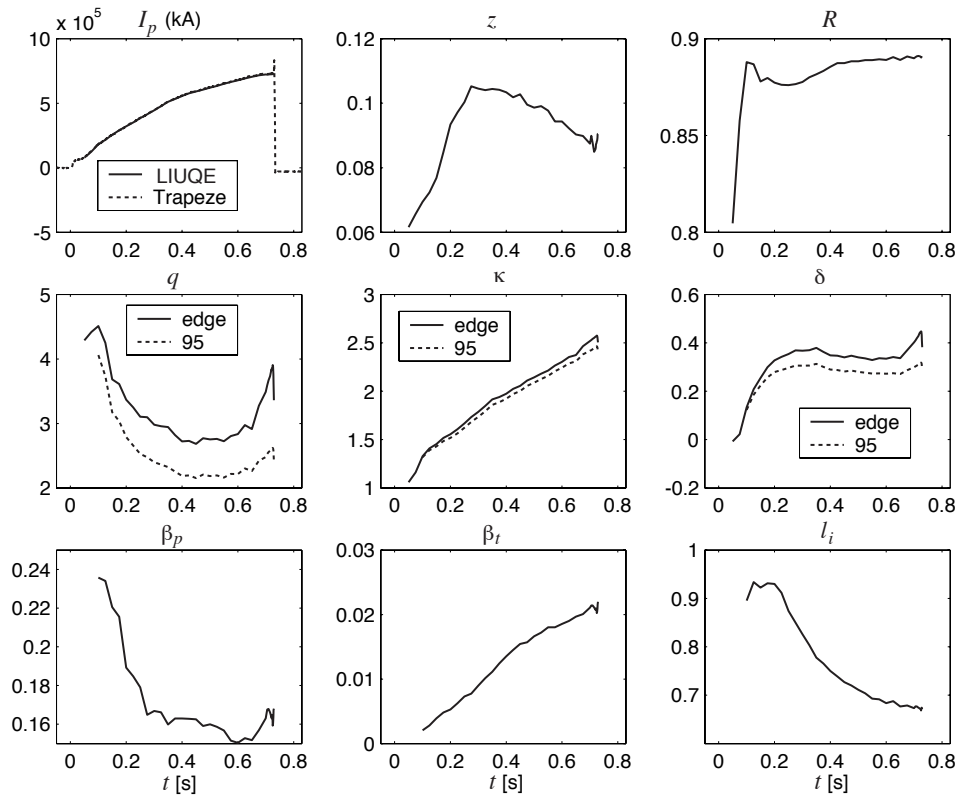 x 10⁵
I_p (kA)
10
5
0
-5
0 0.2 0.4 0.6 0.8
LIUQE
Trapeze
z
0.12
0.1
0.08
0.06
0 0.2 0.4 0.6 0.8
R
0.9
0.85
0.8
0 0.2 0.4 0.6 0.8
q
5
4
3
2
0 0.2 0.4 0.6 0.8
edge
95
κ
3
2.5
2
1.5
1
0 0.2 0.4 0.6 0.8
edge
95
δ
0.6
0.4
0.2
0
-0.2
0 0.2 0.4 0.6 0.8
edge
95
β_p
0.24
0.22
0.2
0.18
0.16
0 0.2 0.4 0.6 0.8
t [s]
β_t
0.03
0.02
0.01
0
0 0.2 0.4 0.6 0.8
t [s]
l_i
1
0.9
0.8
0.7
0 0.2 0.4 0.6 0.8
t [s]